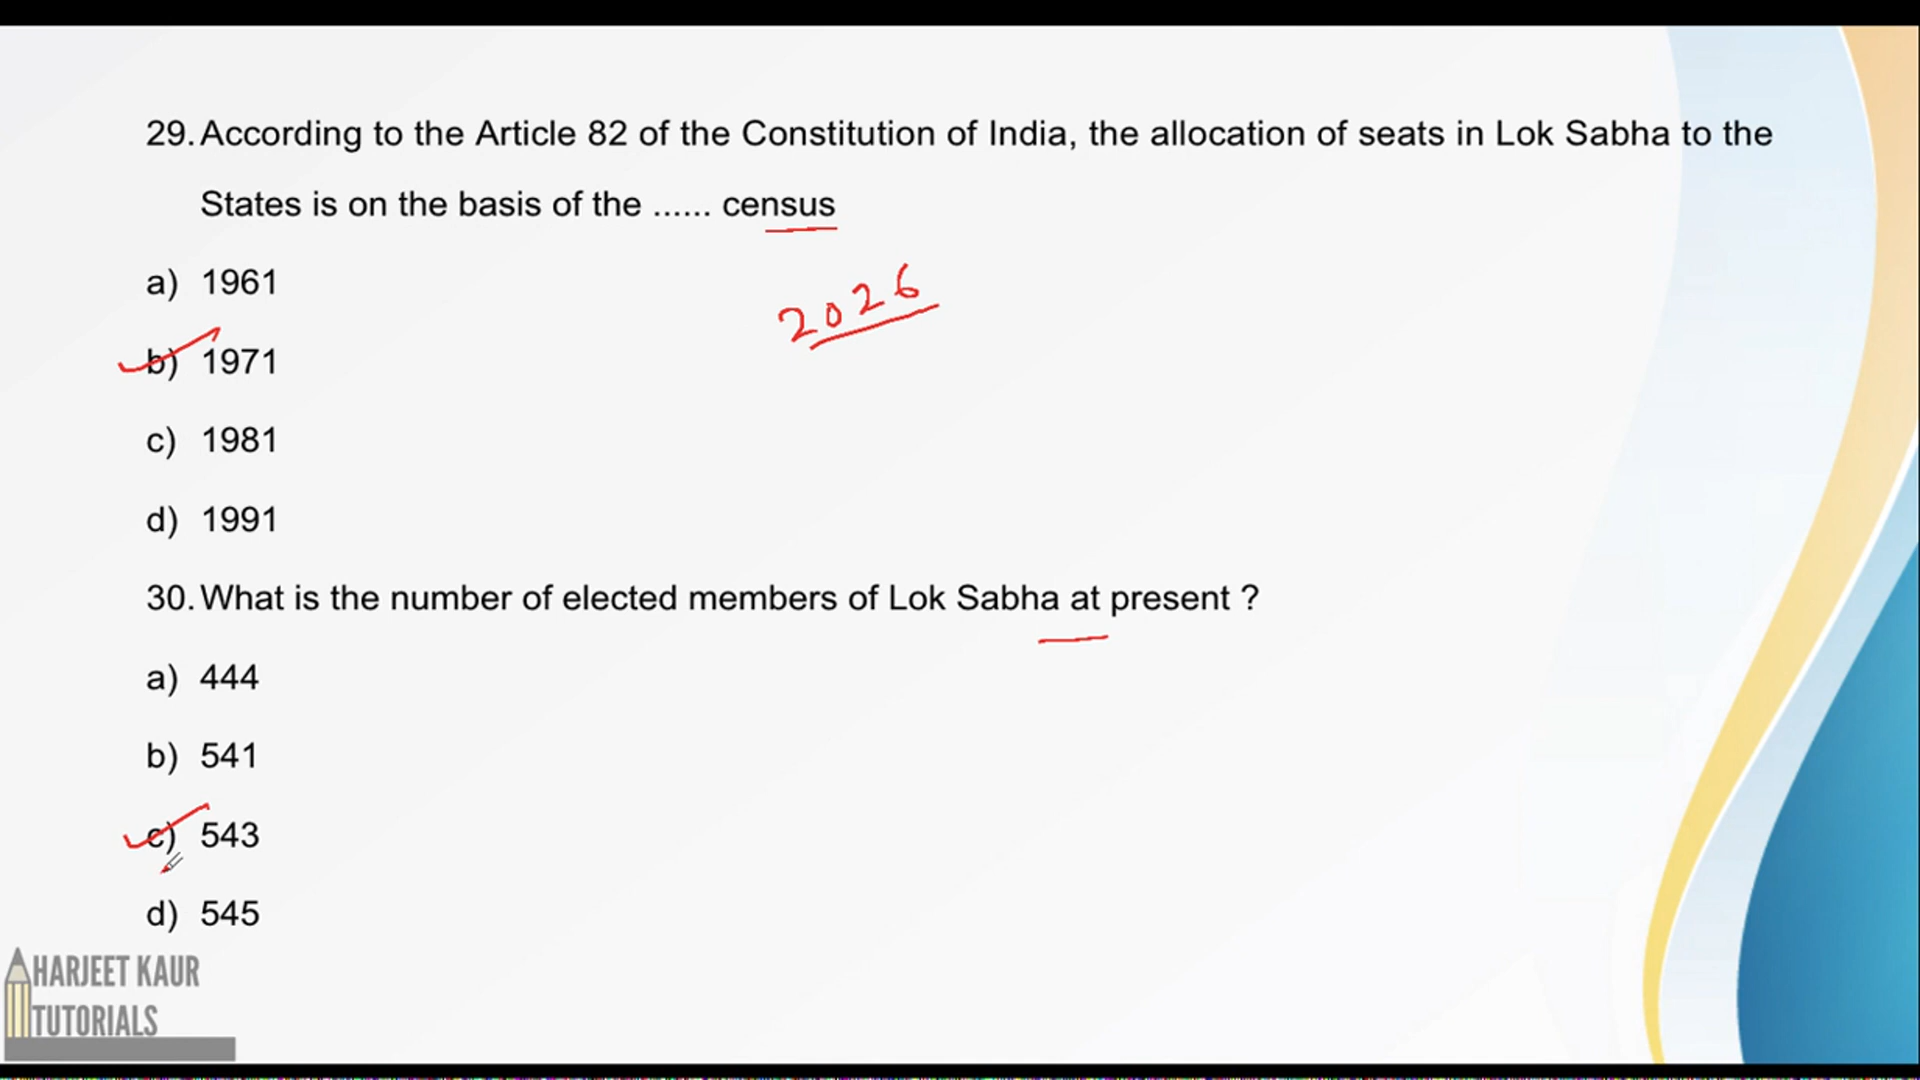 29. According to the Article 82 of the Constitution of India, the allocation of seats in Lok Sabha to the
States is on the basis of the ...... census
2026
a) 1961
b) 1971
c) 1981
d) 1991
30. What is the number of elected members of Lok Sabha at present ?
a) 444
b) 541
c) 543
d) 545
HARJEET KAUR
TUTORIALS